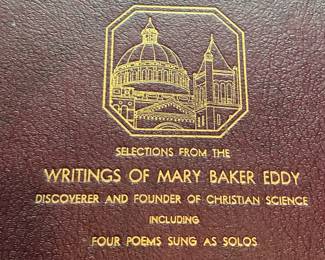 SELECTIONS FROM THE
WRITINGS OF MARY BAKER EDDY
DISCOVERER AND FOUNDER OF CHRISTIAN SCIENCE
INCLUDING
FOUR POEMS SUNG AS SOLOS